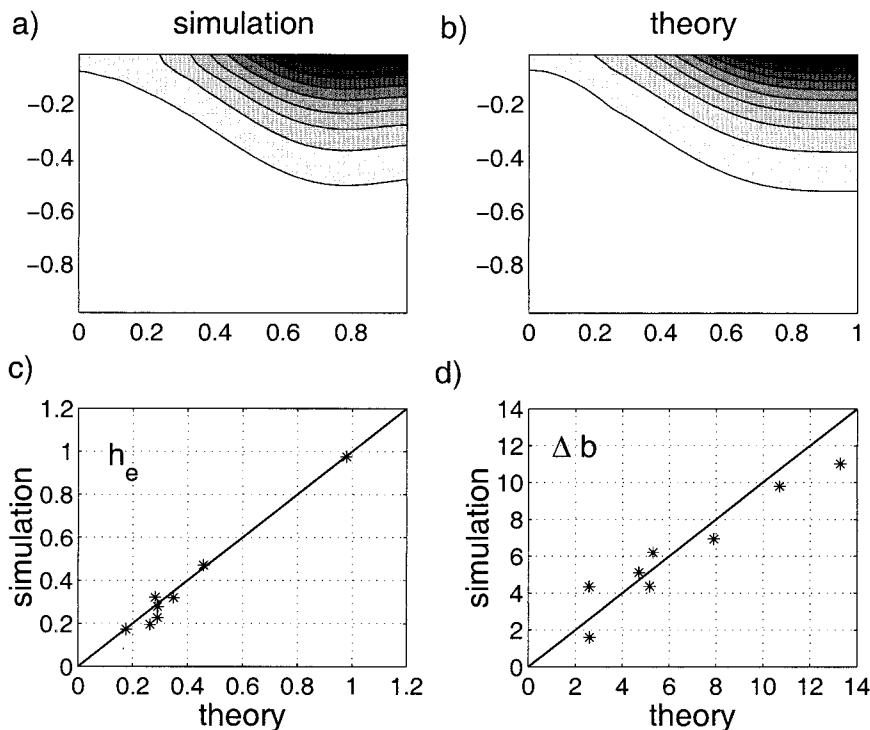 a) simulation
−0.2
−0.4
−0.6
−0.8
0 0.2 0.4 0.6 0.8
b) theory
−0.2
−0.4
−0.6
−0.8
0 0.2 0.4 0.6 0.8 1
c)
1.2
1
0.8
0.6
0.4
0.2
0
h_e
simulation
0 0.2 0.4 0.6 0.8 1 1.2
theory
d)
14
12
10
8
6
4
2
0
Δ b
simulation
0 2 4 6 8 10 12 14
theory